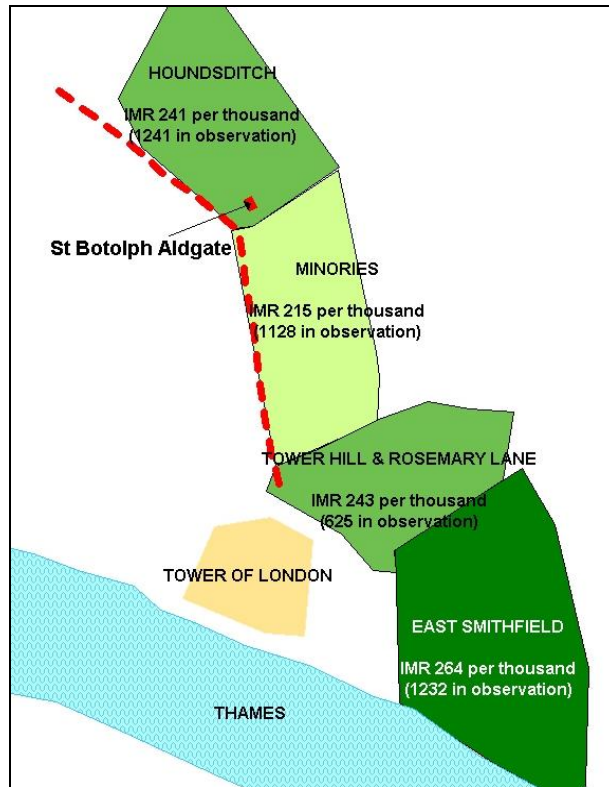 HOUNDSDITCH
IMR 241 per thousand
(1241 in observation)
St Botolph Aldgate
MINORIES
IMR 215 per thousand
(1128 in observation)
TOWER HILL & ROSEMARY LANE
IMR 243 per thousand
(625 in observation)
TOWER OF LONDON
EAST SMITHFIELD
IMR 264 per thousand
(1232 in observation)
THAMES